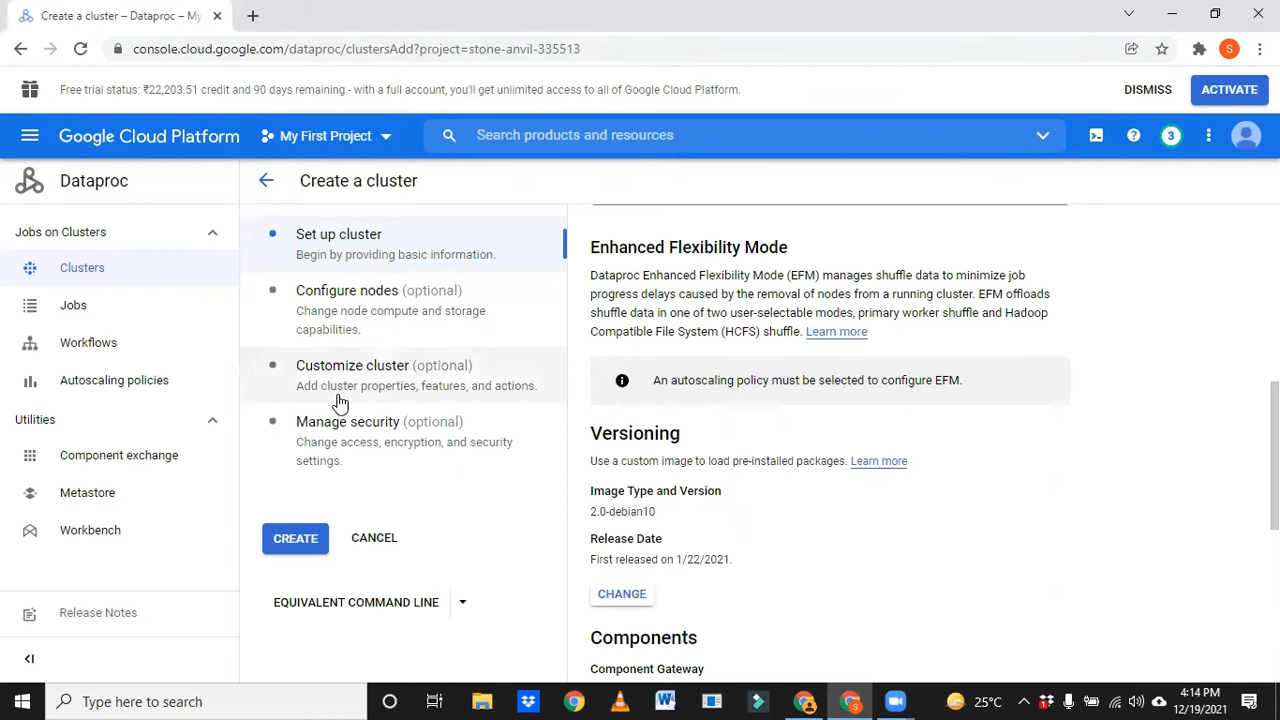 Create a cluster – Dataproc – My
console.cloud.google.com/dataproc/clustersAdd?project=stone-anvil-335513
S
Free trial status: ₹22,203.51 credit and 90 days remaining - with a full account, you'll get unlimited access to all of Google Cloud Platform.
DISMISS
ACTIVATE
Google Cloud Platform
My First Project
Search products and resources
3
Dataproc
Create a cluster
Jobs on Clusters
Clusters
Jobs
Workflows
Autoscaling policies
Utilities
Component exchange
Metastore
Workbench
Release Notes
Set up cluster
Begin by providing basic information.
Configure nodes (optional)
Change node compute and storage
capabilities.
Customize cluster (optional)
Add cluster properties, features, and actions.
Manage security (optional)
Change access, encryption, and security
settings.
CREATE
CANCEL
EQUIVALENT COMMAND LINE
Enhanced Flexibility Mode
Dataproc Enhanced Flexibility Mode (EFM) manages shuffle data to minimize job
progress delays caused by the removal of nodes from a running cluster. EFM offloads
shuffle data in one of two user-selectable modes, primary worker shuffle and Hadoop
Compatible File System (HCFS) shuffle. Learn more
An autoscaling policy must be selected to configure EFM.
Versioning
Use a custom image to load pre-installed packages. Learn more
Image Type and Version
2.0-debian10
Release Date
First released on 1/22/2021.
CHANGE
Components
Component Gateway
Type here to search
25°C
4:14 PM
12/19/2021